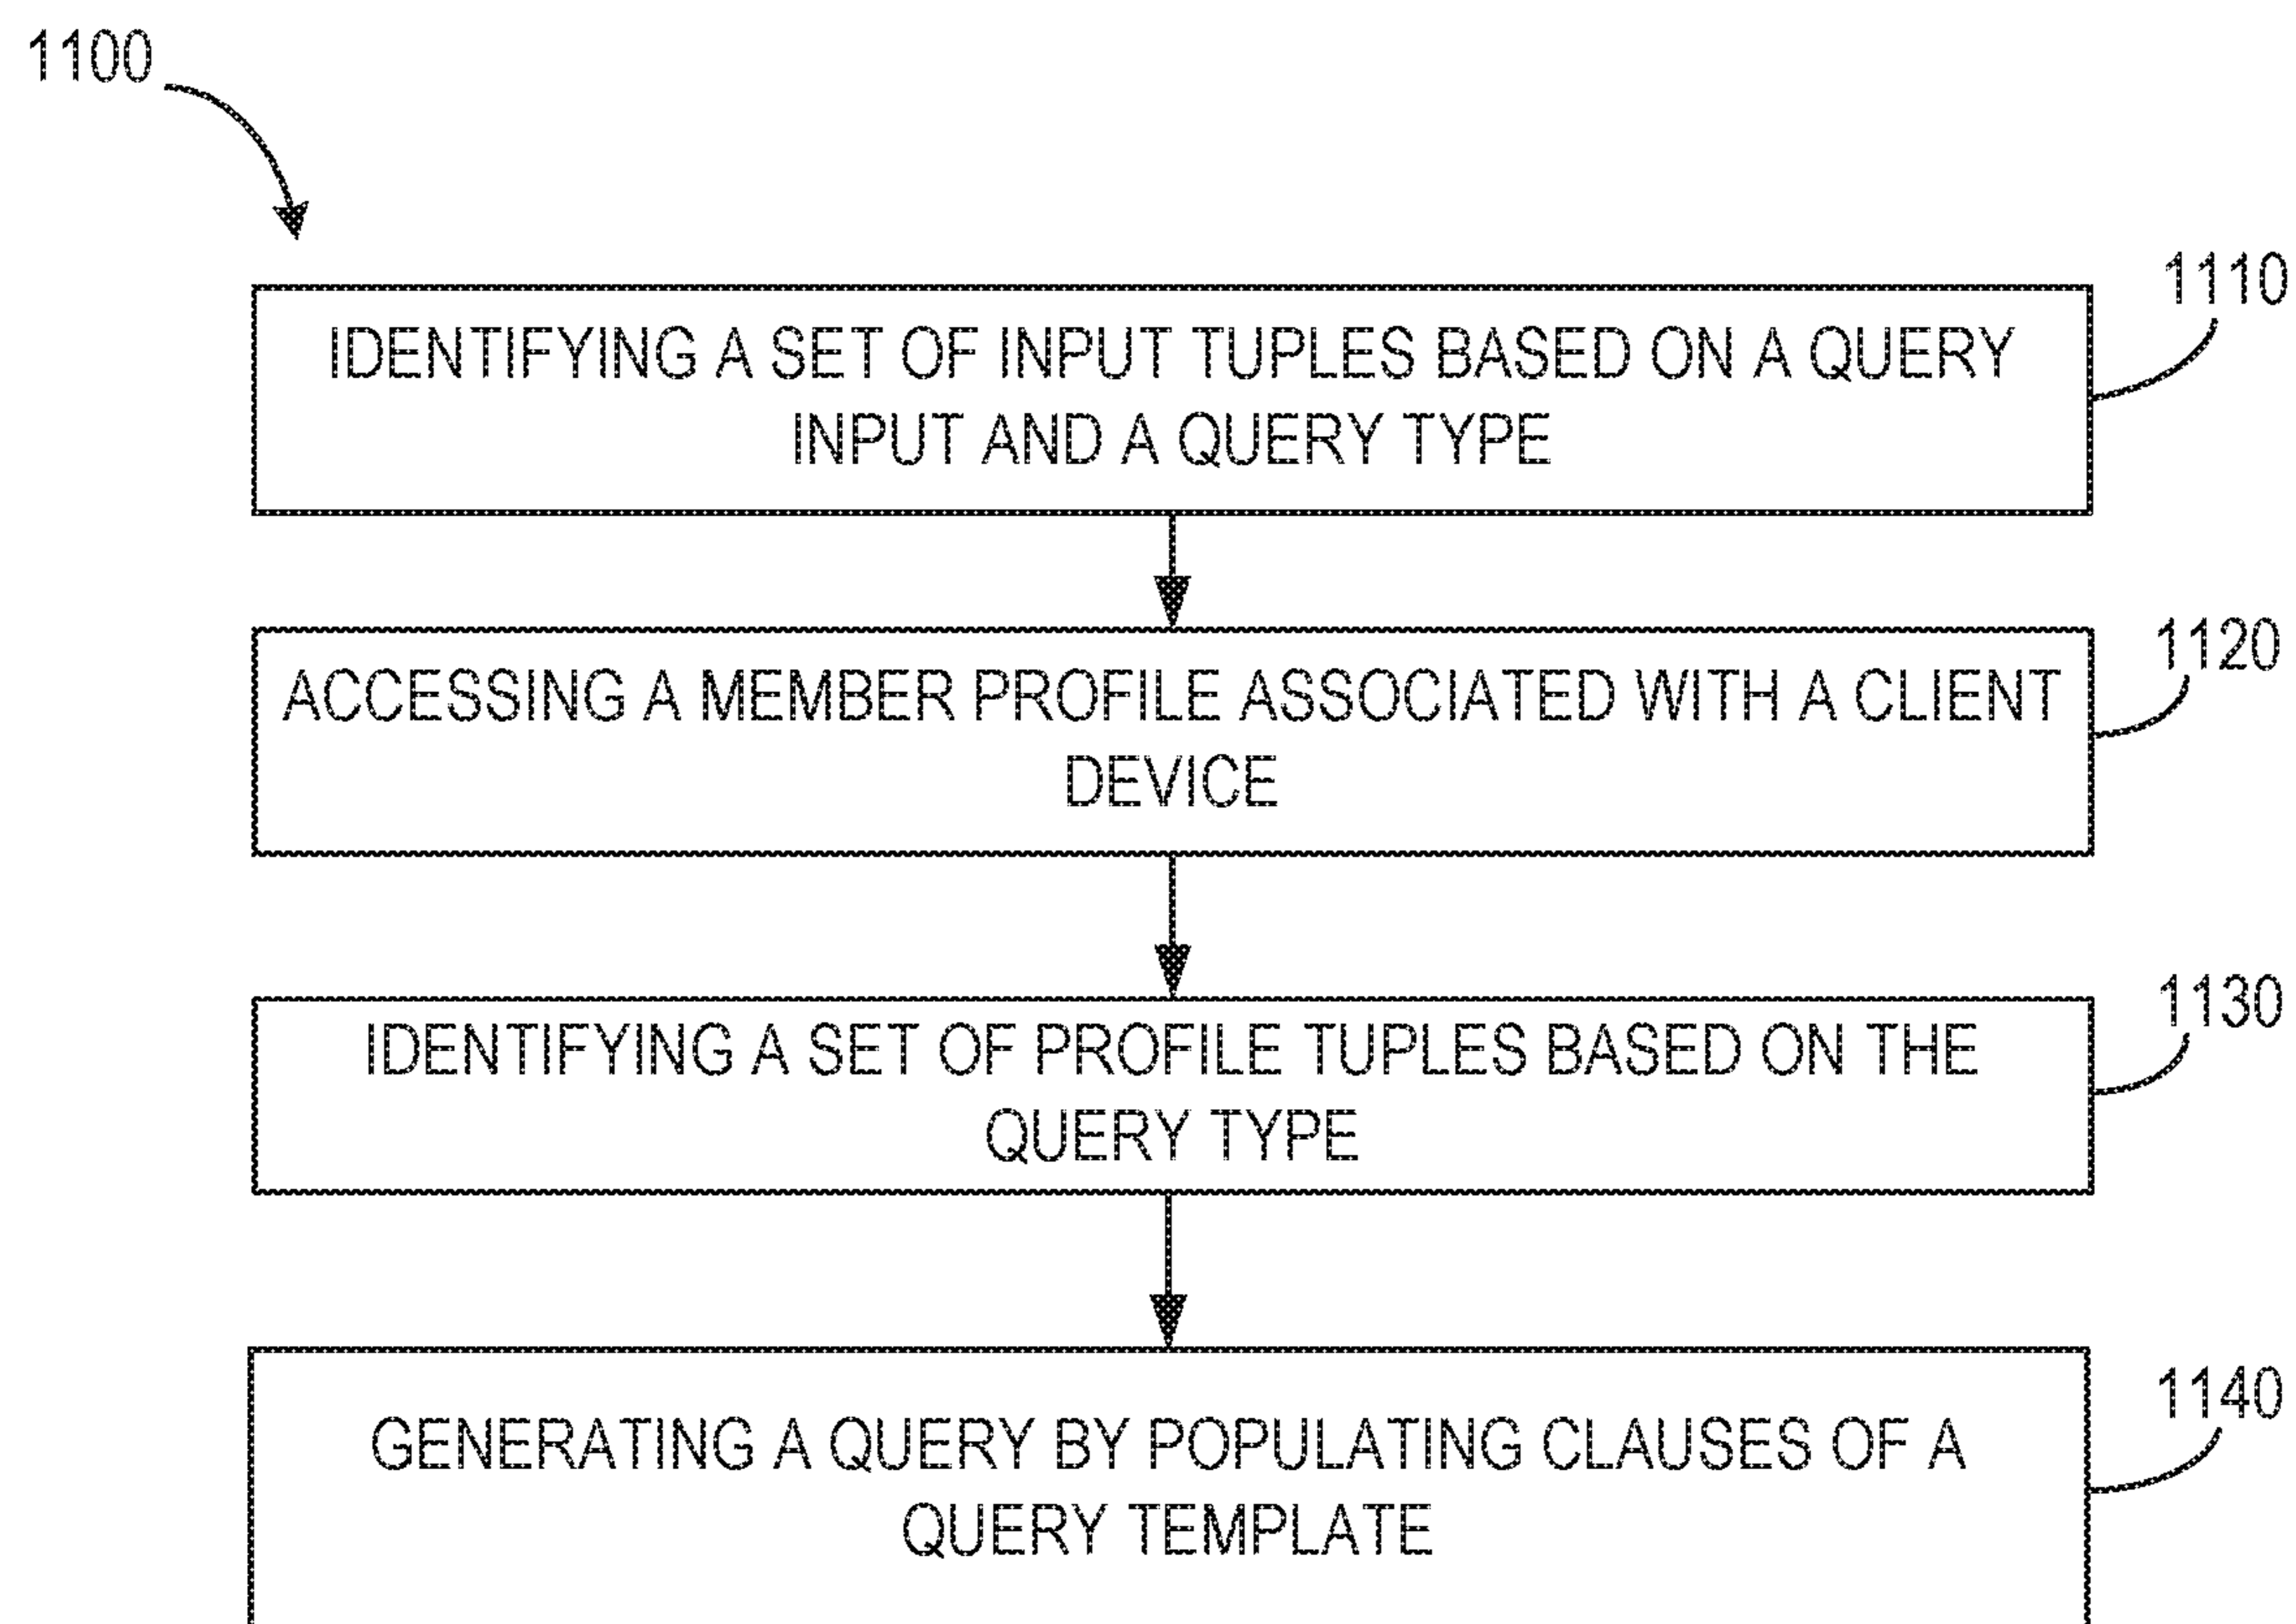 1100
1110
IDENTIFYING A SET OF INPUT TUPLES BASED ON A QUERY
INPUT AND A QUERY TYPE
1120
ACCESSING A MEMBER PROFILE ASSOCIATED WITH A CLIENT
DEVICE
1130
IDENTIFYING A SET OF PROFILE TUPLES BASED ON THE
QUERY TYPE
1140
GENERATING A QUERY BY POPULATING CLAUSES OF A
QUERY TEMPLATE